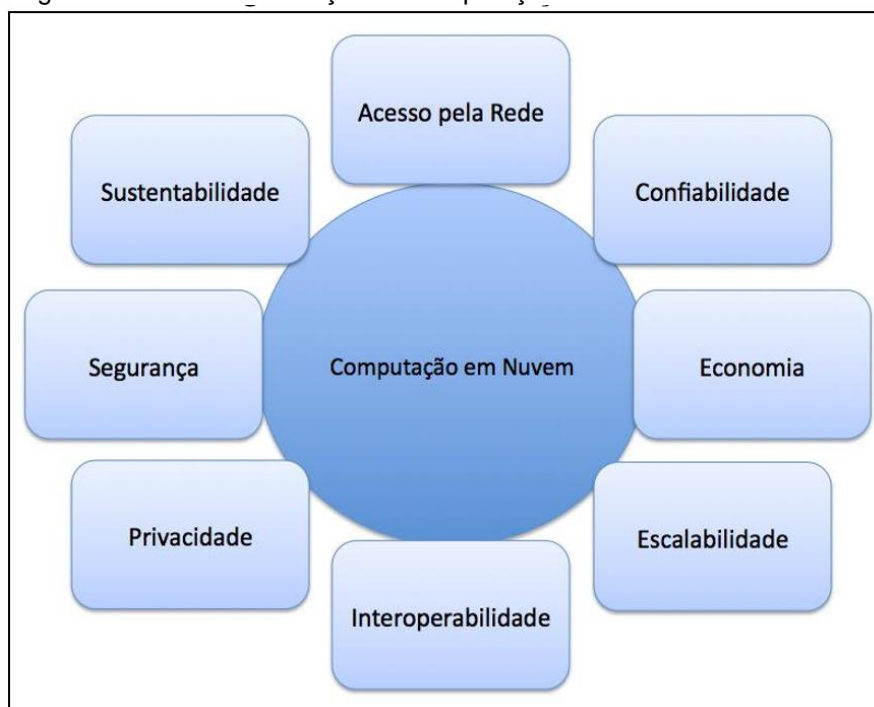 Acesso pela Rede
Sustentabilidade
Confiabilidade
Segurança
Computação em Nuvem
Economia
Privacidade
Escalabilidade
Interoperabilidade